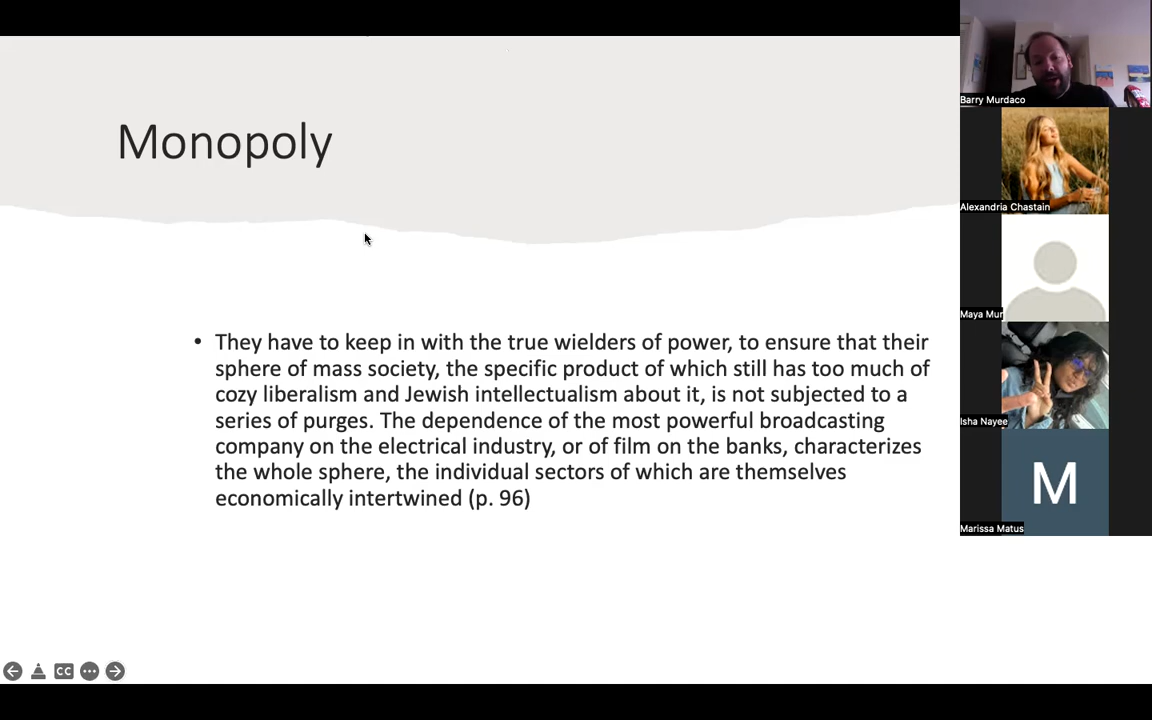 Monopoly
• They have to keep in with the true wielders of power, to ensure that their
sphere of mass society, the specific product of which still has too much of
cozy liberalism and Jewish intellectualism about it, is not subjected to a
series of purges. The dependence of the most powerful broadcasting
company on the electrical industry, or of film on the banks, characterizes
the whole sphere, the individual sectors of which are themselves
economically intertwined (p. 96)
Barry Murdaco
Alexandria Chastain
Maya Mur
Isha Nayee
M
Marissa Matus
CC